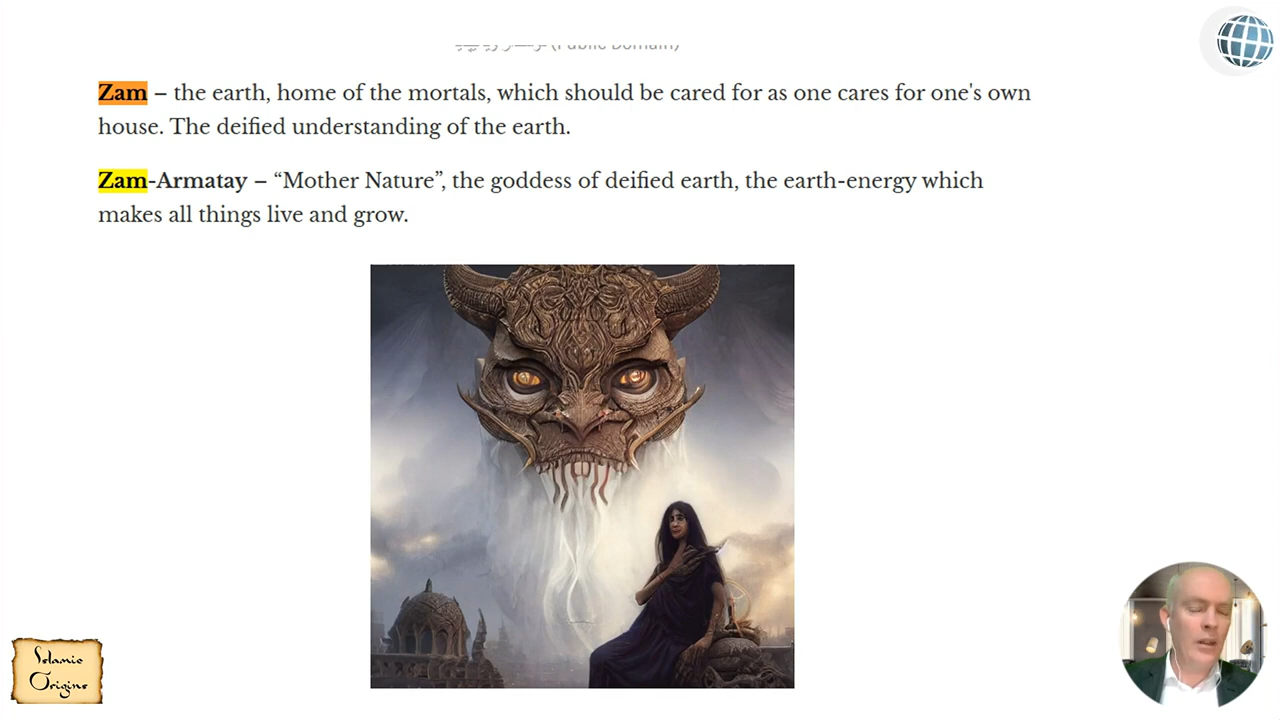 (Public Domain)
Zam – the earth, home of the mortals, which should be cared for as one cares for one's own
house. The deified understanding of the earth.
Zam-Armatay – “Mother Nature”, the goddess of deified earth, the earth-energy which
makes all things live and grow.
Islamic
Origins